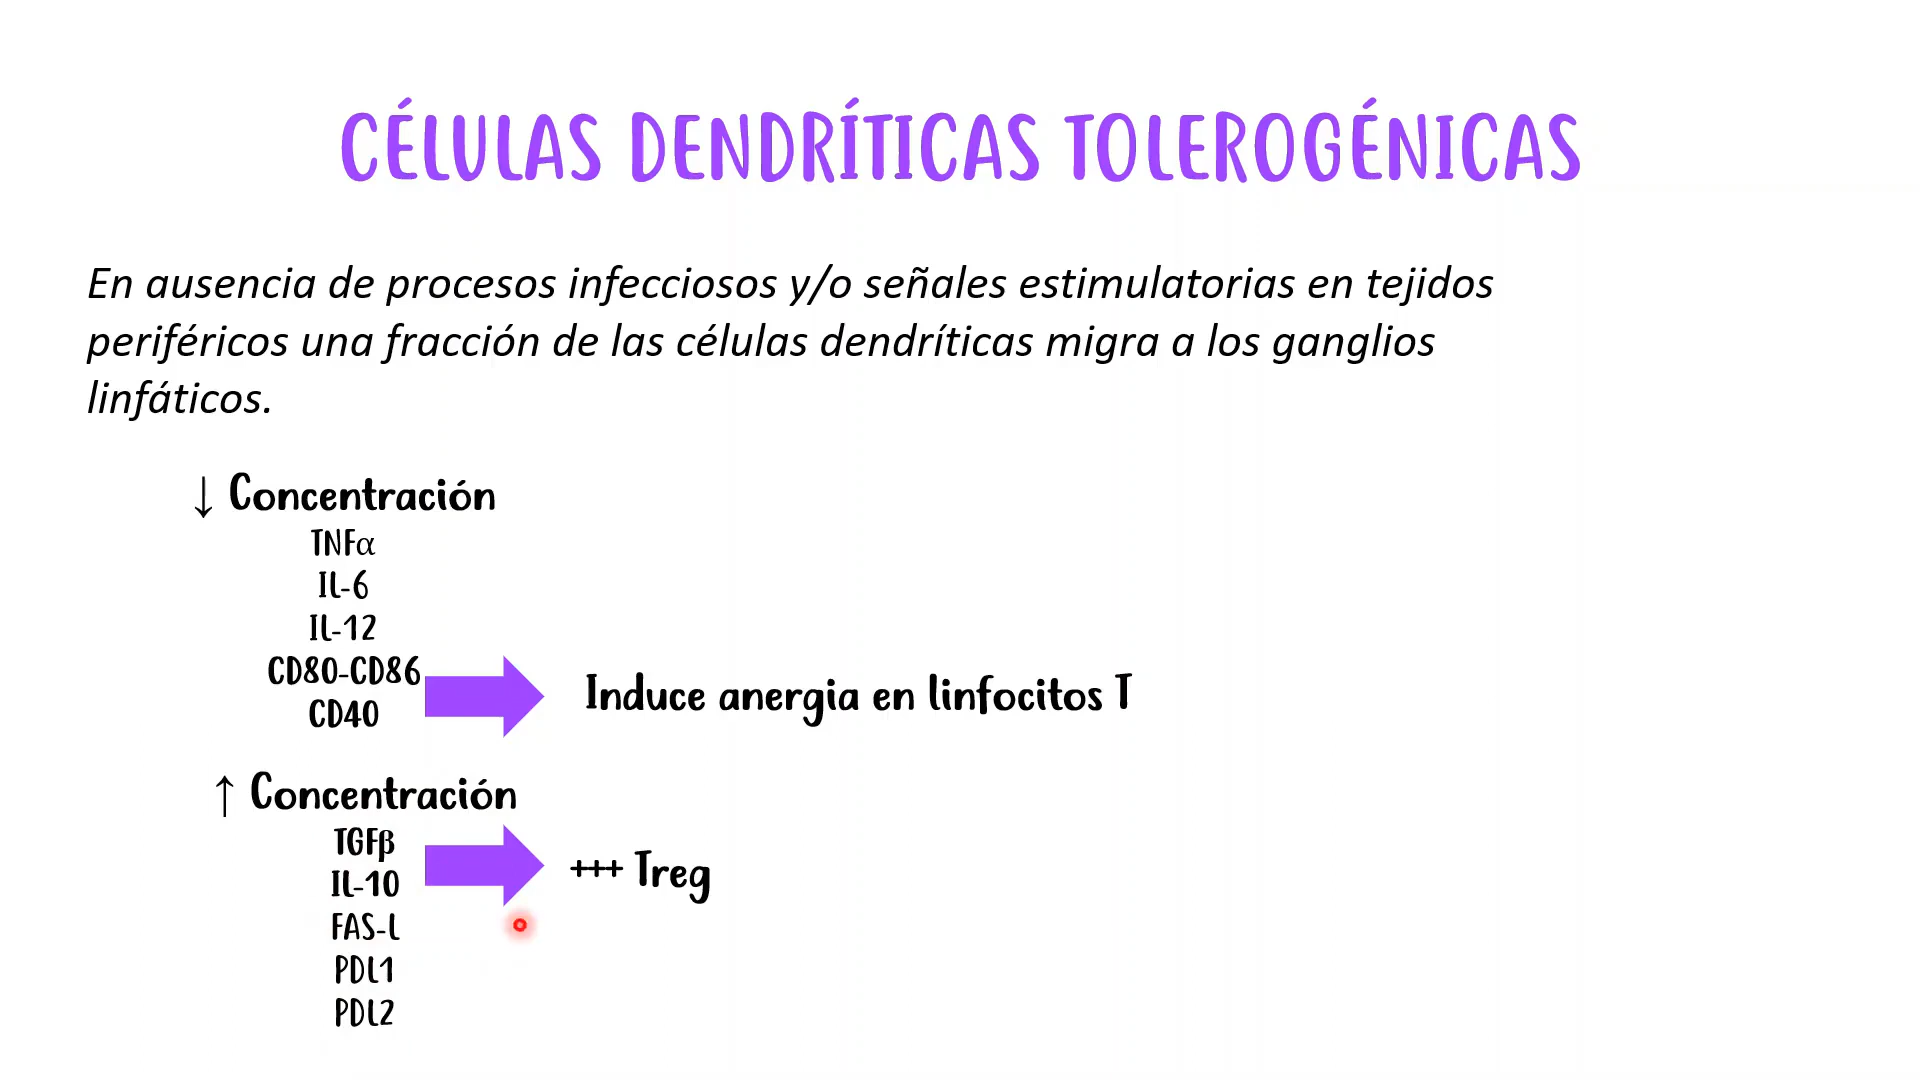 CÉLULAS DENDRÍTICAS TOLEROGÉNICAS
En ausencia de procesos infecciosos y/o señales estimulatorias en tejidos
periféricos una fracción de las células dendríticas migra a los ganglios
linfáticos.
↓ Concentración
TNFα
IL-6
IL-12
CD80-CD86
CD40
Induce anergia en linfocitos T
↑ Concentración
TGFβ
IL-10
FAS-L
PDL1
PDL2
+++ Treg